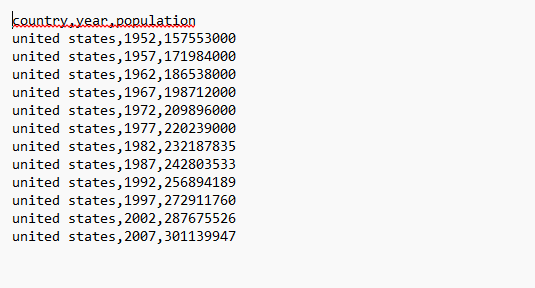 country,year,population
united states,1952,157553000
united states,1957,171984000
united states,1962,186538000
united states,1967,198712000
united states,1972,209896000
united states,1977,220239000
united states,1982,232187835
united states,1987,242803533
united states,1992,256894189
united states,1997,272911760
united states,2002,287675526
united states,2007,301139947